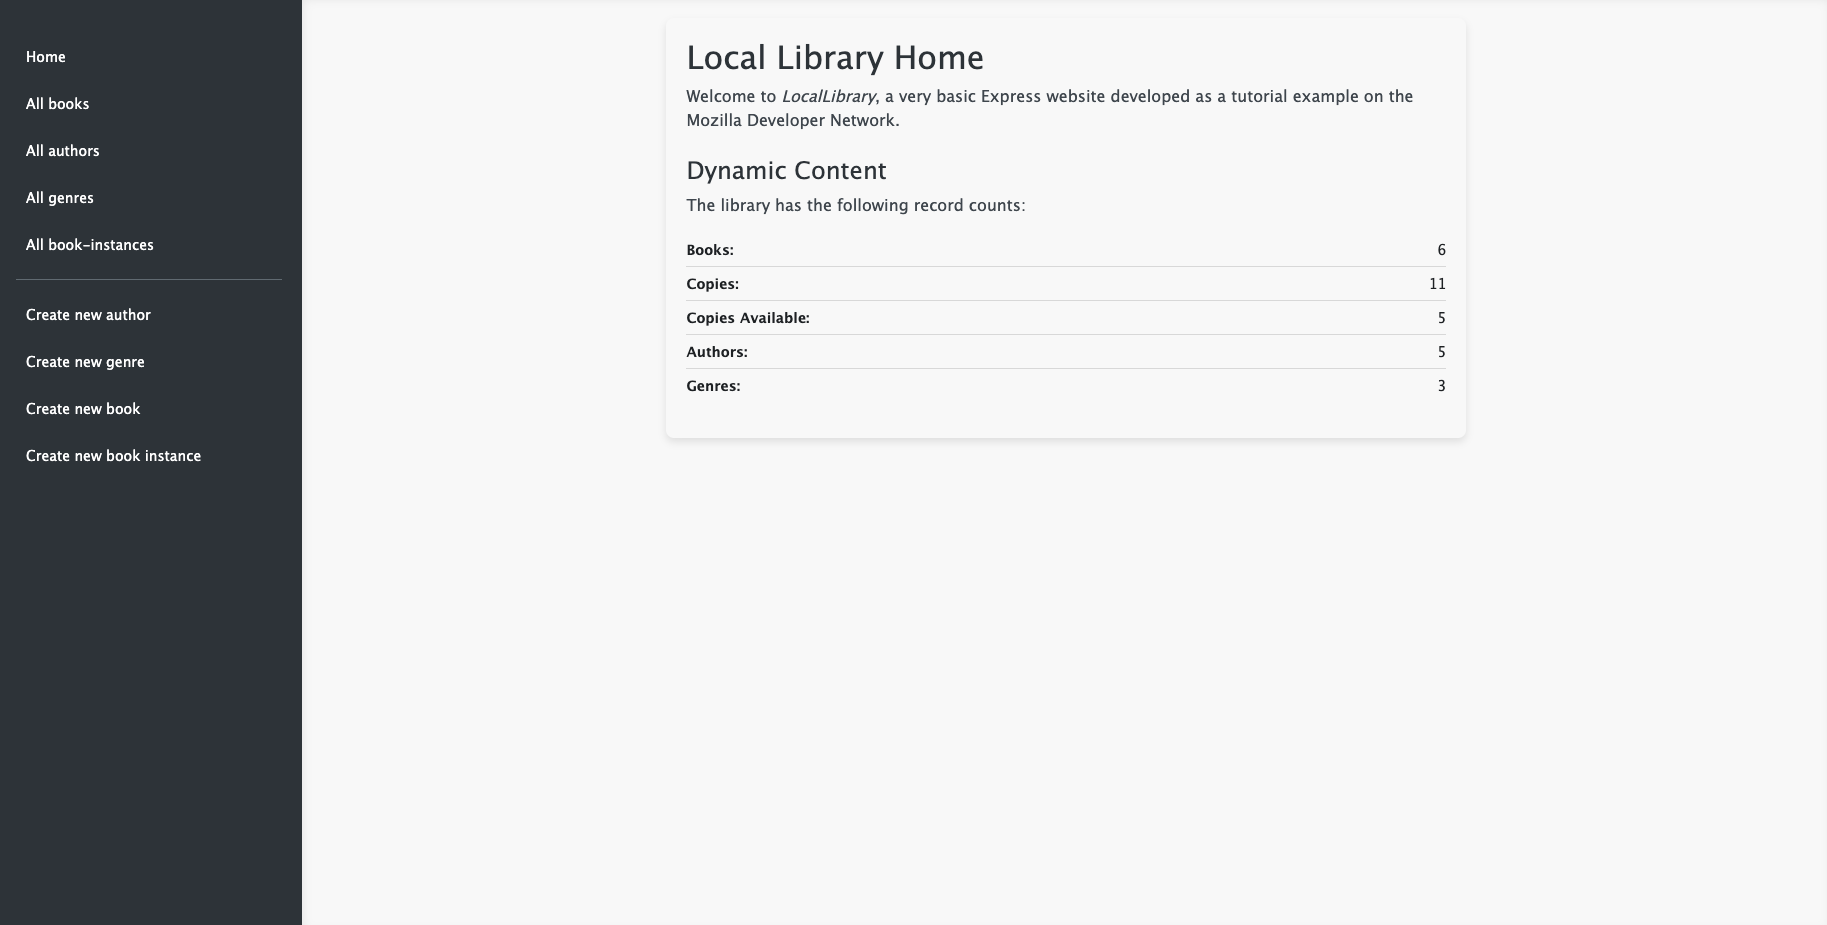 Home
All books
All authors
All genres
All book-instances
Create new author
Create new genre
Create new book
Create new book instance
Local Library Home
Welcome to LocalLibrary, a very basic Express website developed as a tutorial example on the
Mozilla Developer Network.
Dynamic Content
The library has the following record counts:
Books: 6
Copies: 11
Copies Available: 5
Authors: 5
Genres: 3